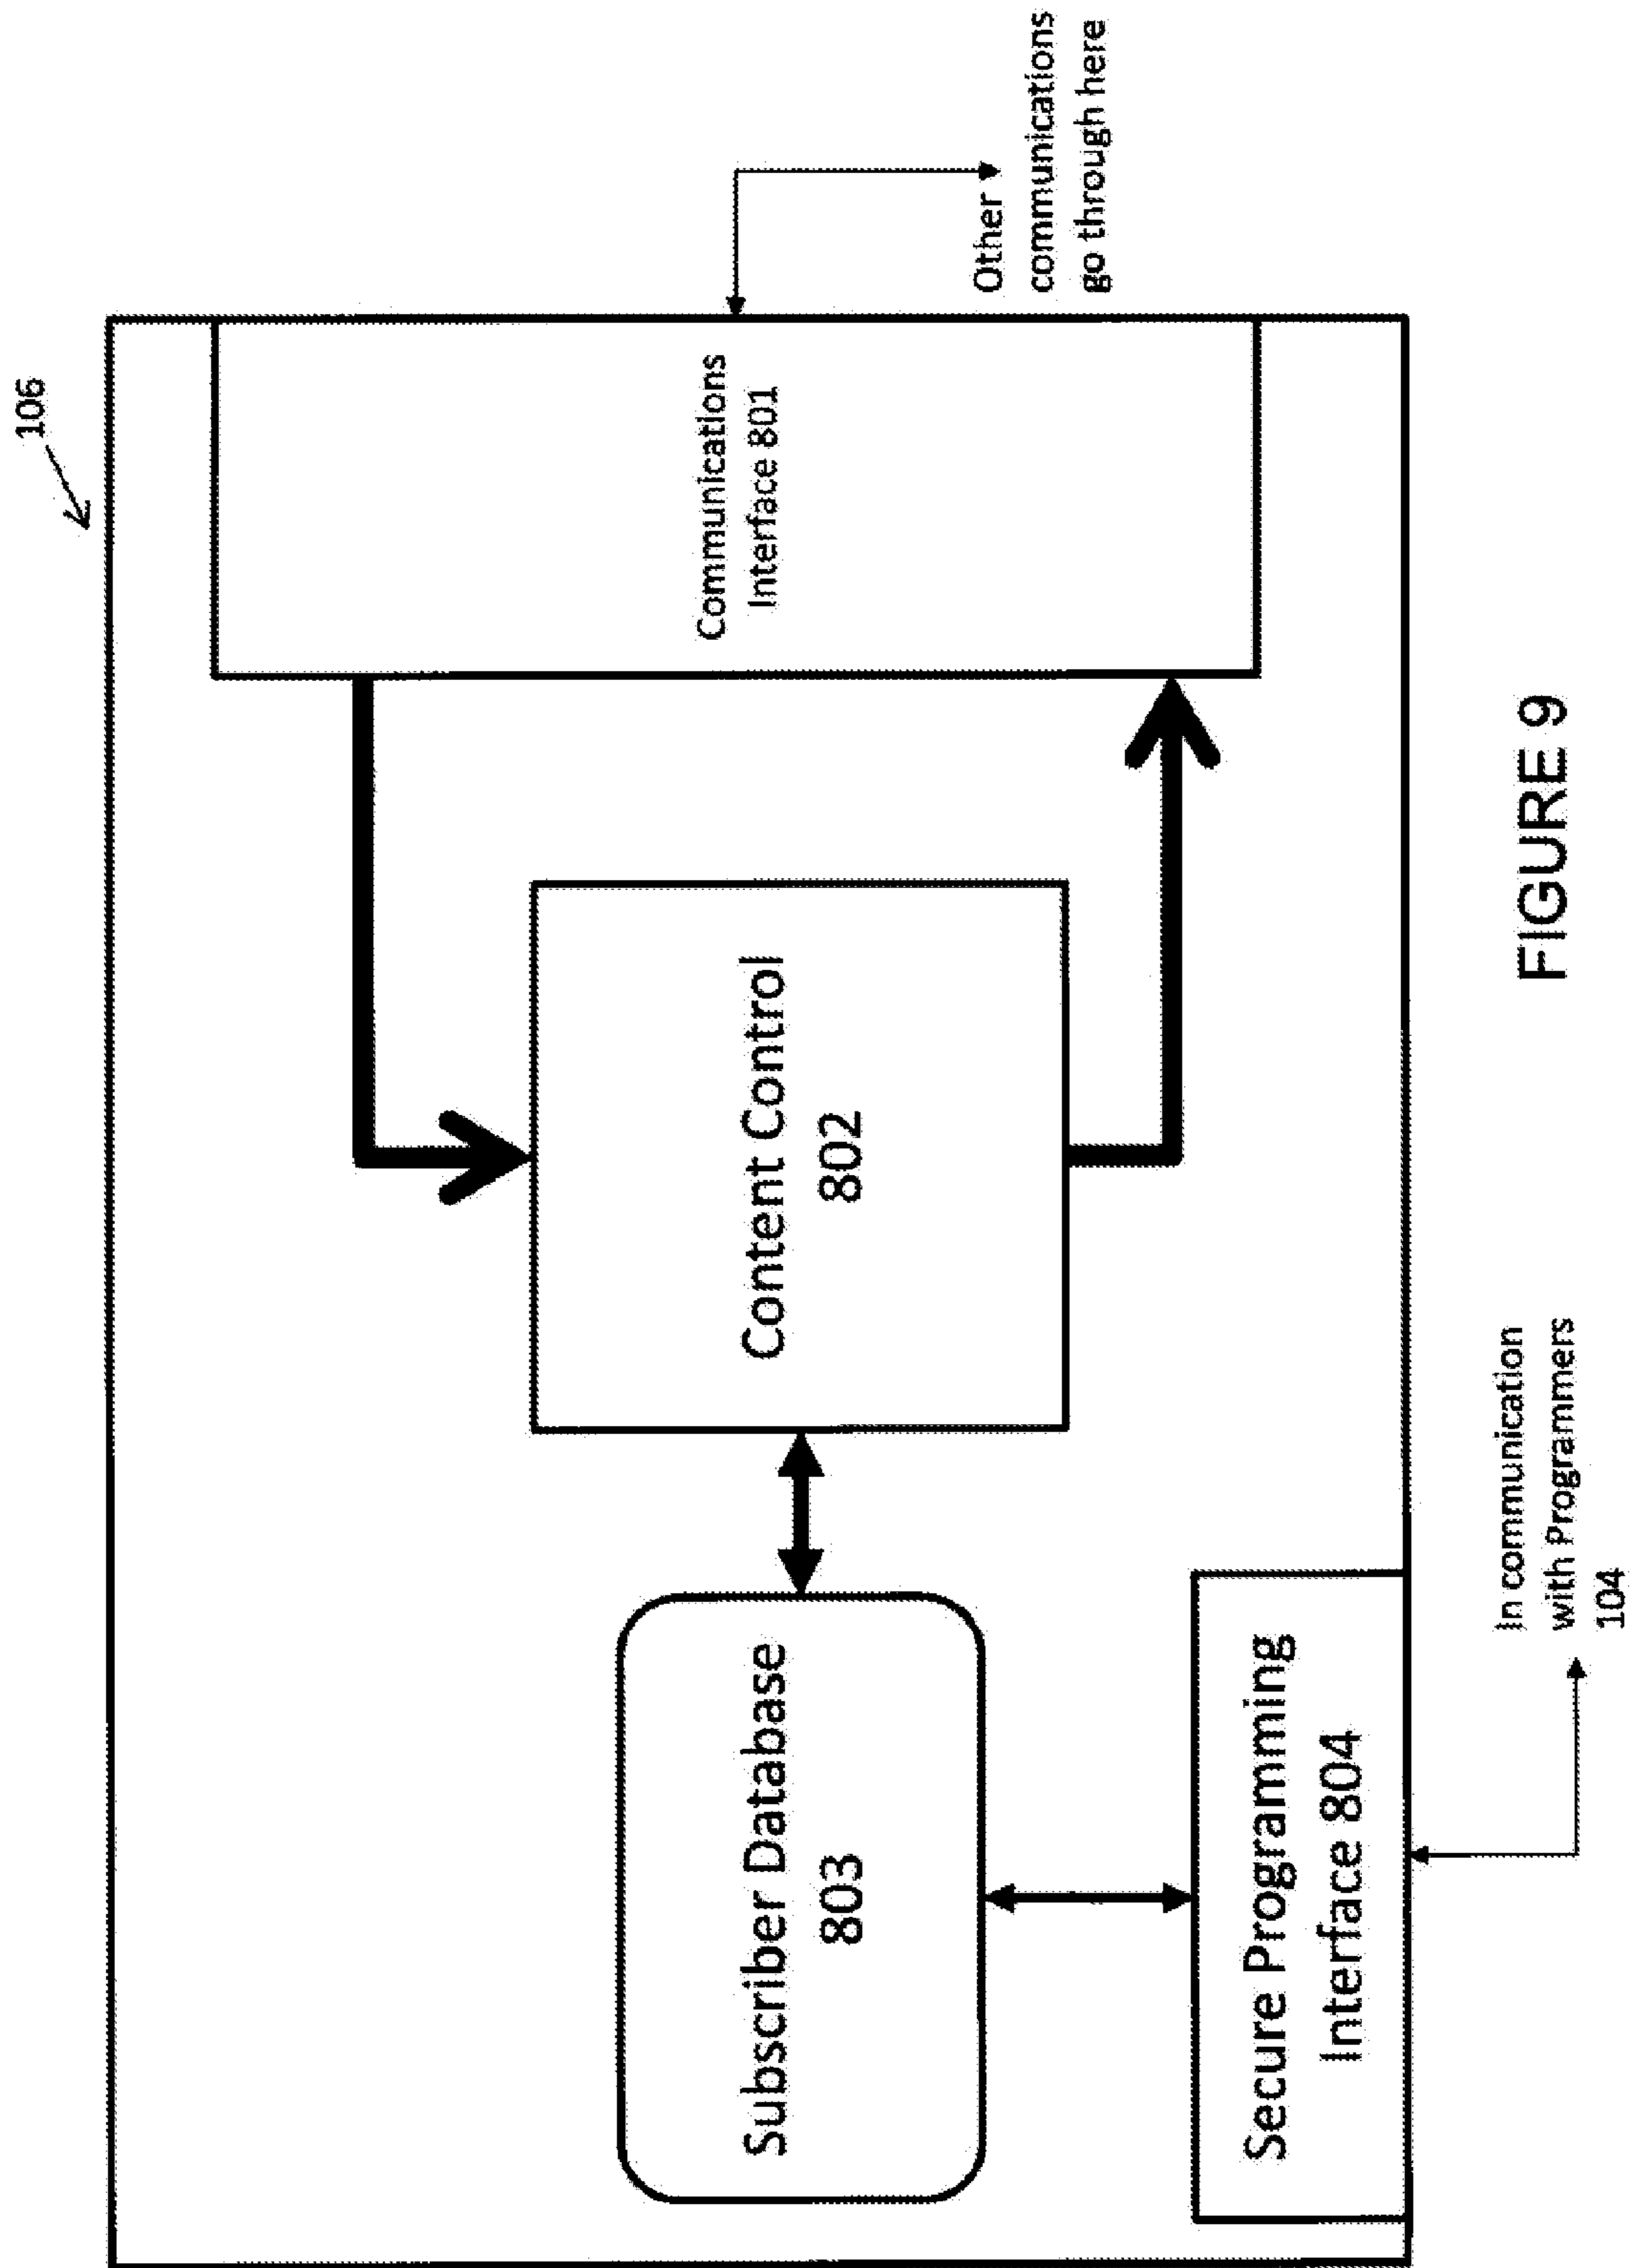 106
Communications
Interface 801
Other
communications
go through here
Content Control
802
Subscriber Database
803
Secure Programming
Interface 804
In communication
with Programmers
104
FIGURE 9